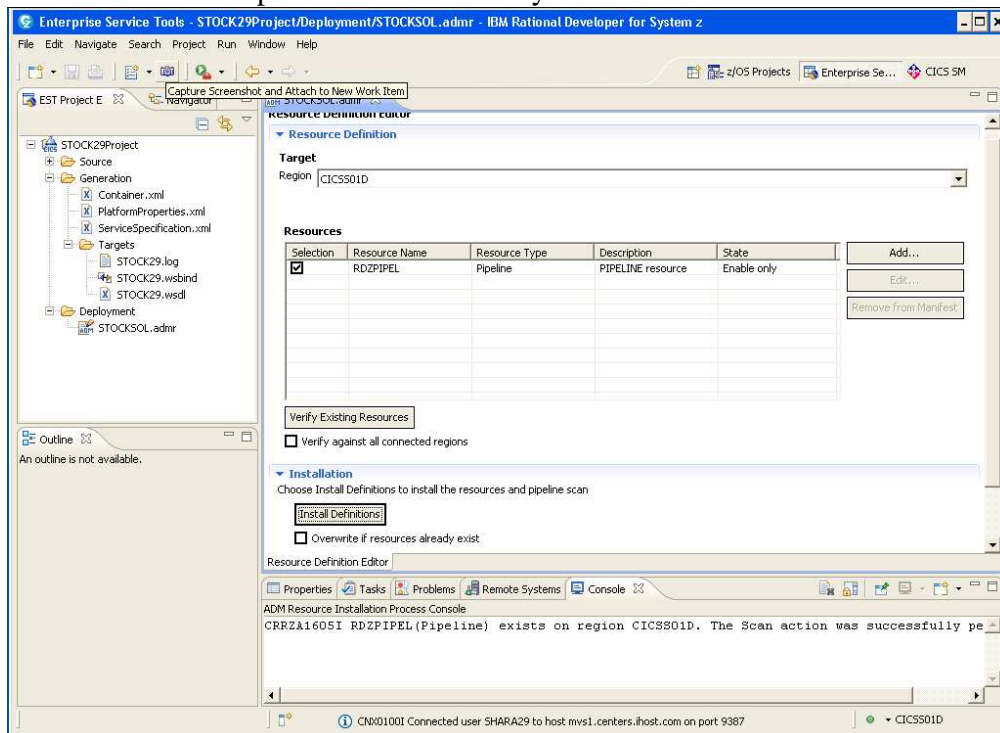 Enterprise Service Tools - STOCK29Project/Deployment/STOCKSOL.admr - IBM Rational Developer for System z
File Edit Navigate Search Project Run Window Help
z/OS Projects Enterprise Se... CICS SM
Capture Screenshot and Attach to New Work Item
EST Project E Navigator STOCKSOL.admr
Resource Definition Editor
Resource Definition
STOCK29Project
Source
Generation
Container.xml
PlatformProperties.xml
ServiceSpecification.xml
Targets
STOCK29.log
STOCK29.wsbind
STOCK29.wsdl
Deployment
STOCKSOL.admr
Target
Region CICSS01D
Resources
Selection Resource Name Resource Type Description State
RDZPIPEL Pipeline PIPELINE resource Enable only
Add...
Edit...
Remove from Manifest
Verify Existing Resources
Verify against all connected regions
Outline
An outline is not available.
Installation
Choose Install Definitions to install the resources and pipeline scan
Install Definitions
Overwrite if resources already exist
Resource Definition Editor
Properties Tasks Problems Remote Systems Console
ADM Resource Installation Process Console
CRRZA1605I RDZPIPEL(Pipeline) exists on region CICSS01D. The Scan action was successfully pe
CNX0100I Connected user SHARA29 to host mvs1.centers.ihost.com on port 9387
CICSS01D